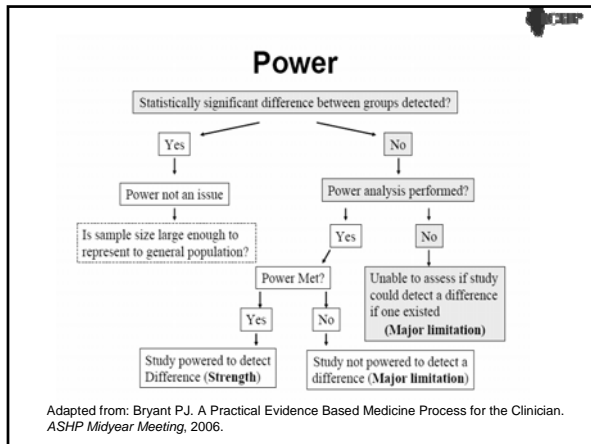 ICHP
Power
Statistically significant difference between groups detected?
Yes
No
Power not an issue
Power analysis performed?
Is sample size large enough to
represent to general population?
Yes
No
Power Met?
Unable to assess if study
could detect a difference
if one existed
(Major limitation)
Yes
No
Study powered to detect
Difference (Strength)
Study not powered to detect a
difference (Major limitation)
Adapted from: Bryant PJ. A Practical Evidence Based Medicine Process for the Clinician.
ASHP Midyear Meeting, 2006.